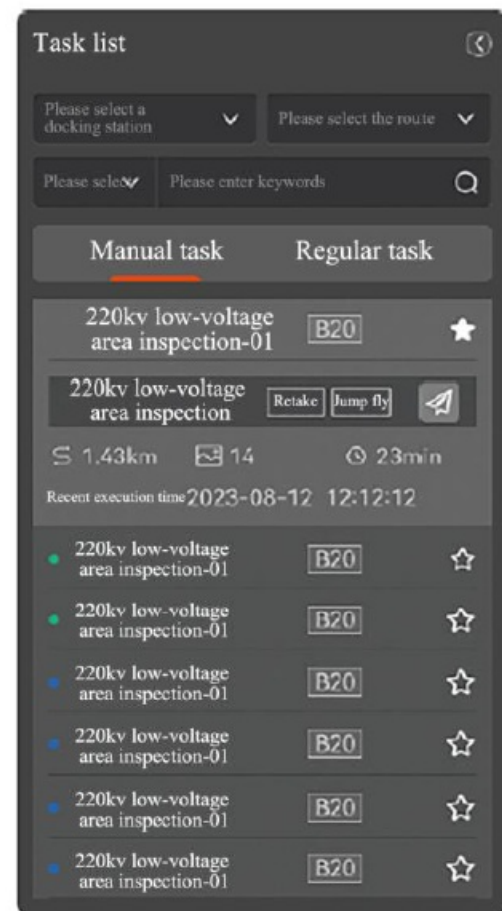 Task list
Please select a
docking station
Please select the route
Please select
Please enter keywords
Manual task
Regular task
220kv low-voltage
area inspection-01
B20
220kv low-voltage
area inspection
Retake
Jump fly
1.43km
14
23min
Recent execution time 2023-08-12 12:12:12
220kv low-voltage
area inspection-01
B20
220kv low-voltage
area inspection-01
B20
220kv low-voltage
area inspection-01
B20
220kv low-voltage
area inspection-01
B20
220kv low-voltage
area inspection-01
B20
220kv low-voltage
area inspection-01
B20